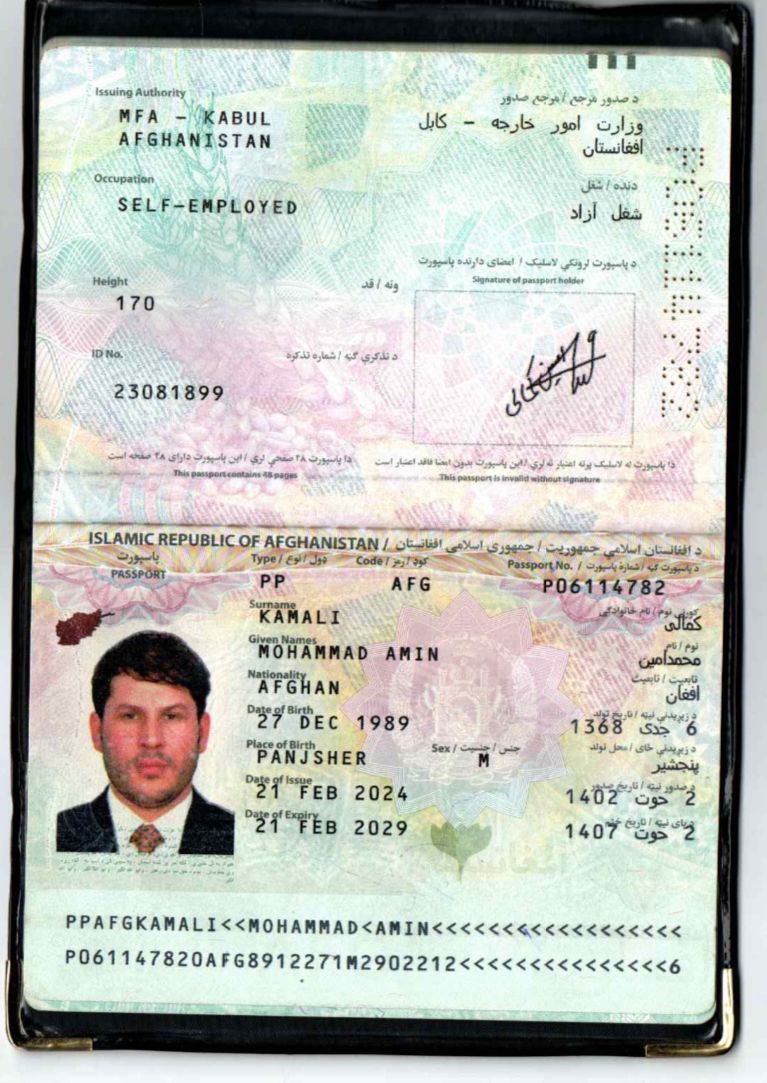 Issuing Authority
د صدور مرجع / مرجع صدور
MFA - KABUL
AFGHANISTAN
وزارت امور خارجه - کابل
افغانستان
Occupation
دنده / شغل
SELF-EMPLOYED
شغل آزاد
د پاسپورت لرونکي لاسلیک / امضای دارنده پاسپورت
Signature of passport holder
Height
ونه / قد
170
ID No.
د تذکرې ګڼه / شماره تذکره
23081899
دا پاسپورت ۴۸ صفحې لري / این پاسپورت دارای ۴۸ صفحه است
This passport contains 48 pages
دا پاسپورت له لاسلیک پرته اعتبار نه لري / این پاسپورت بدون امضا فاقد اعتبار است
This passport is invalid without signature
P06114782
ISLAMIC REPUBLIC OF AFGHANISTAN / د افغانستان اسلامي جمهوریت / جمهوری اسلامی افغانستان
پاسپورت
PASSPORT
Type / ډول / نوع
Code / کوډ / رمز
Passport No. / د پاسپورت ګڼه / شماره پاسپورت
PP
AFG
P06114782
Surname
کورنی نوم / نام خانوادگی
KAMALI
کمالی
Given Names
نوم / نام
MOHAMMAD AMIN
محمدامین
Nationality
تابعیت / تابعیت
AFGHAN
افغان
Date of Birth
د زیږیدنې نېټه / تاریخ تولد
27 DEC 1989
6 جدی 1368
Place of Birth
Sex / جنس / جنسیت
د زیږیدنې ځای / محل تولد
PANJSHER
M
پنجشیر
Date of Issue
د صدور نېټه / تاریخ صدور
21 FEB 2024
2 حوت 1402
Date of Expiry
د پای نېټه / تاریخ ختم
21 FEB 2029
2 حوت 1407
PPAFGKAMALI<<MOHAMMAD<AMIN<<<<<<<<<<<<<<<<<<
P061147820AFG8912271M2902212<<<<<<<<<<<<<<<6